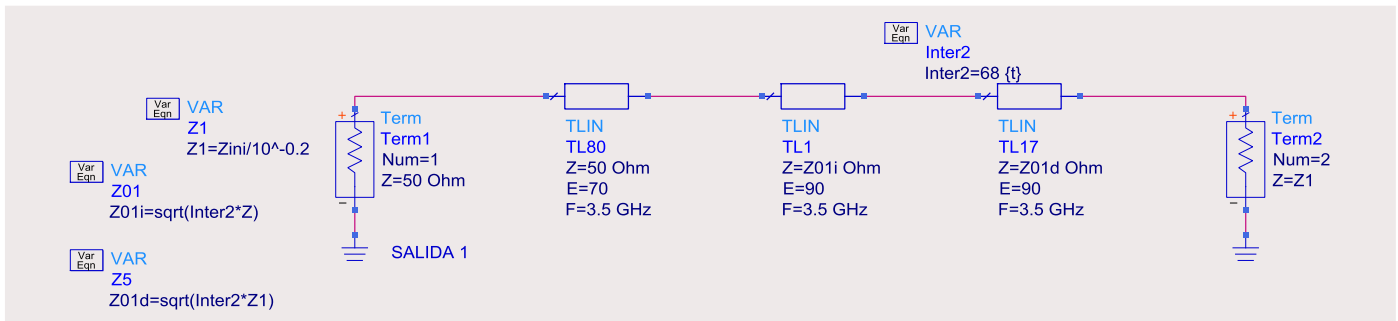 Var
Eqn
VAR
Inter2
Inter2=68 {t}
Var
Eqn
VAR
Z1
Z1=Zini/10^-0.2
Var
Eqn
VAR
Z01
Z01i=sqrt(Inter2*Z)
Var
Eqn
VAR
Z5
Z01d=sqrt(Inter2*Z1)
+
Term
Term1
Num=1
Z=50 Ohm
-
SALIDA 1
TLIN
TL80
Z=50 Ohm
E=70
F=3.5 GHz
TLIN
TL1
Z=Z01i Ohm
E=90
F=3.5 GHz
TLIN
TL17
Z=Z01d Ohm
E=90
F=3.5 GHz
+
Term
Term2
Num=2
Z=Z1
-